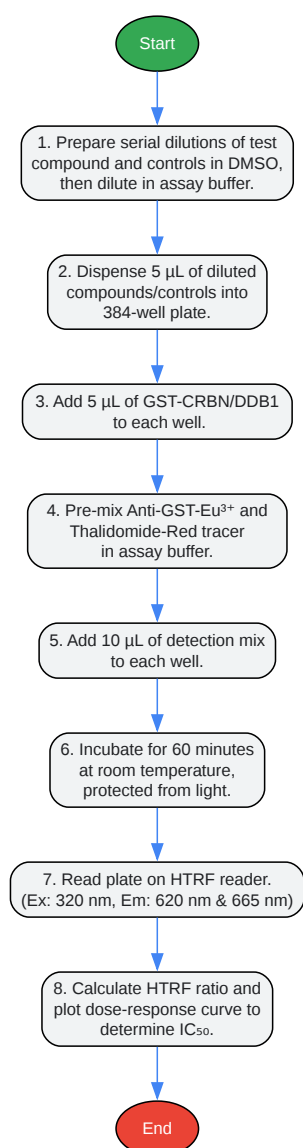 Start
1. Prepare serial dilutions of test
compound and controls in DMSO,
then dilute in assay buffer.
2. Dispense 5 µL of diluted
compounds/controls into
384-well plate.
3. Add 5 µL of GST-CRBN/DDB1
to each well.
4. Pre-mix Anti-GST-Eu³⁺ and
Thalidomide-Red tracer
in assay buffer.
5. Add 10 µL of detection mix
to each well.
6. Incubate for 60 minutes
at room temperature,
protected from light.
7. Read plate on HTRF reader.
(Ex: 320 nm, Em: 620 nm & 665 nm)
8. Calculate HTRF ratio and
plot dose-response curve to
determine IC₅₀.
End